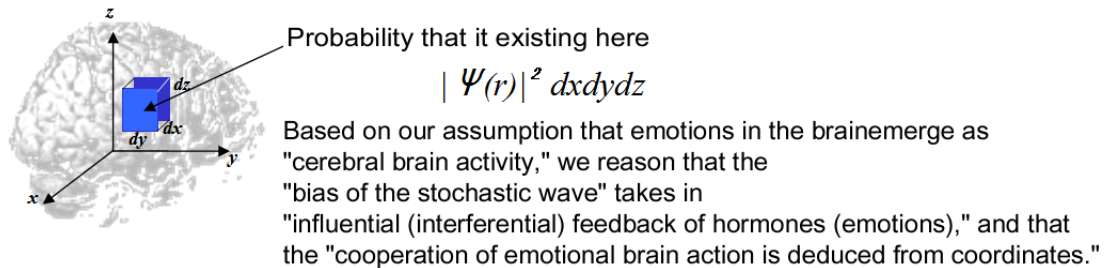 z
Probability that it existing here
| Ψ(r)|² dxdydz
dz
dx
dy
y
x
Based on our assumption that emotions in the brainemerge as
"cerebral brain activity," we reason that the
"bias of the stochastic wave" takes in
"influential (interferential) feedback of hormones (emotions)," and that
the "cooperation of emotional brain action is deduced from coordinates."